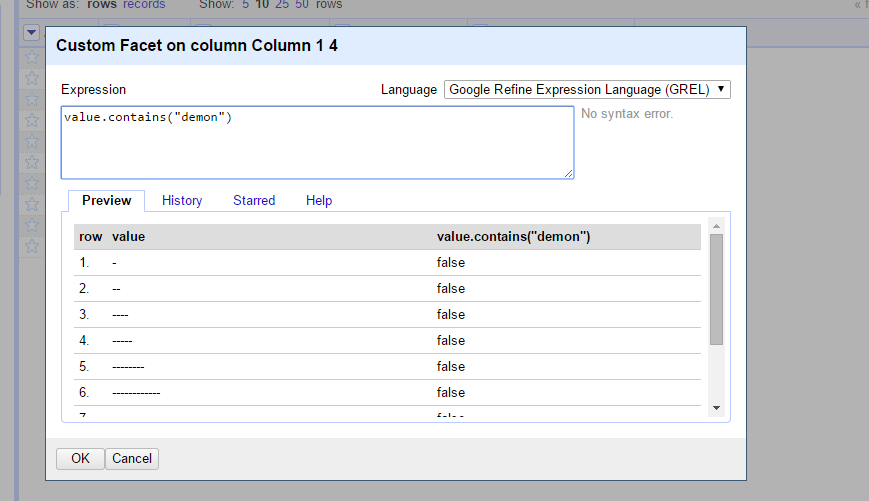 Show as: rows records Show: 5 10 25 50 rows
Custom Facet on column Column 1 4
Expression Language Google Refine Expression Language (GREL)
value.contains("demon") No syntax error.
Preview History Starred Help
row value value.contains("demon")
1. - false
2. -- false
3. ---- false
4. ----- false
5. -------- false
6. ------------ false
7. false
OK Cancel